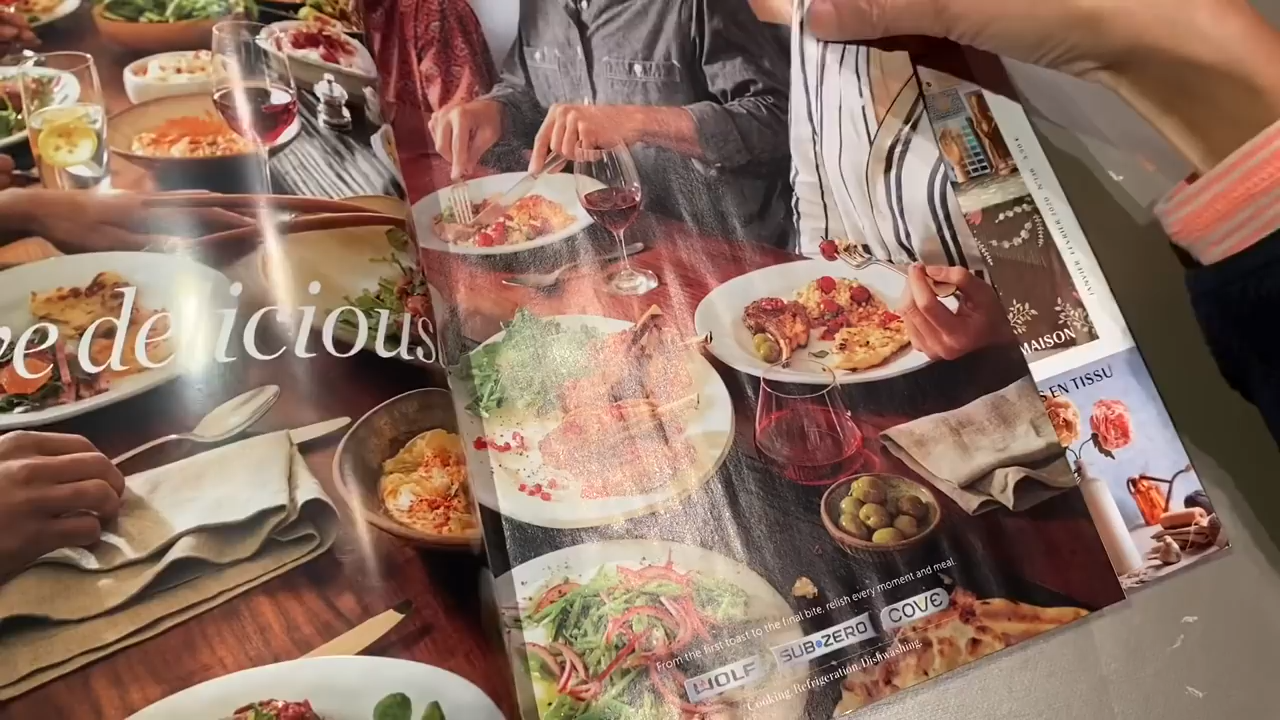 ve delicious
From the first toast to the final bite, relish every moment and meal.
WOLF SUB-ZERO COVE
Cooking. Refrigeration. Dishwashing.
MAISON
S EN TISSU